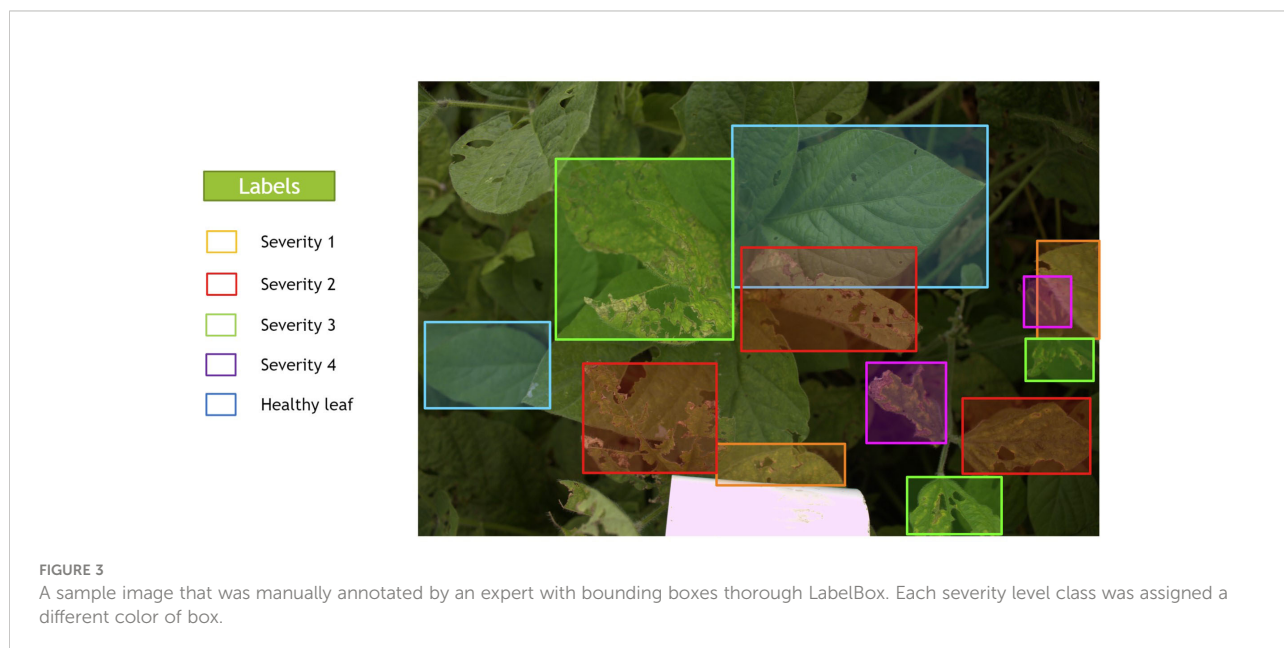 Labels
Severity 1
Severity 2
Severity 3
Severity 4
Healthy leaf
FIGURE 3
A sample image that was manually annotated by an expert with bounding boxes thorough LabelBox. Each severity level class was assigned a
different color of box.